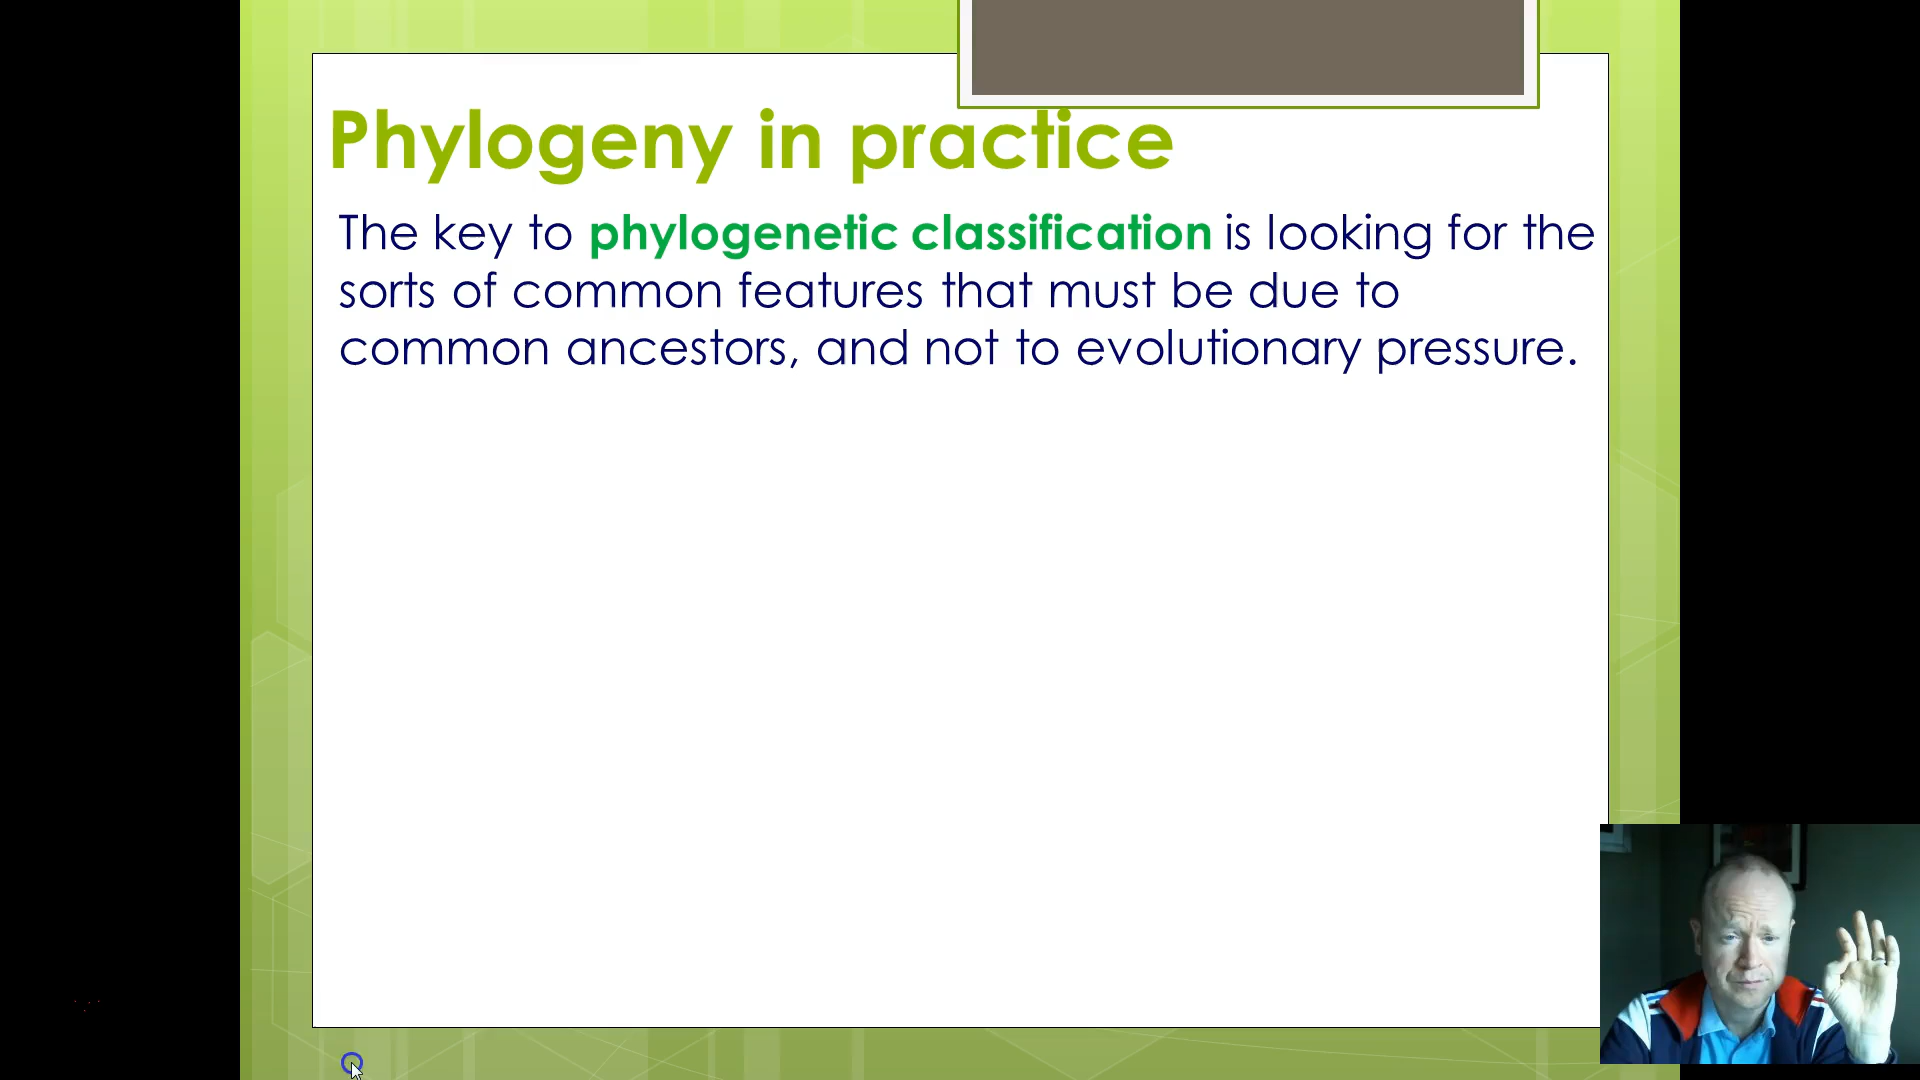 Phylogeny in practice
The key to phylogenetic classification is looking for the
sorts of common features that must be due to
common ancestors, and not to evolutionary pressure.